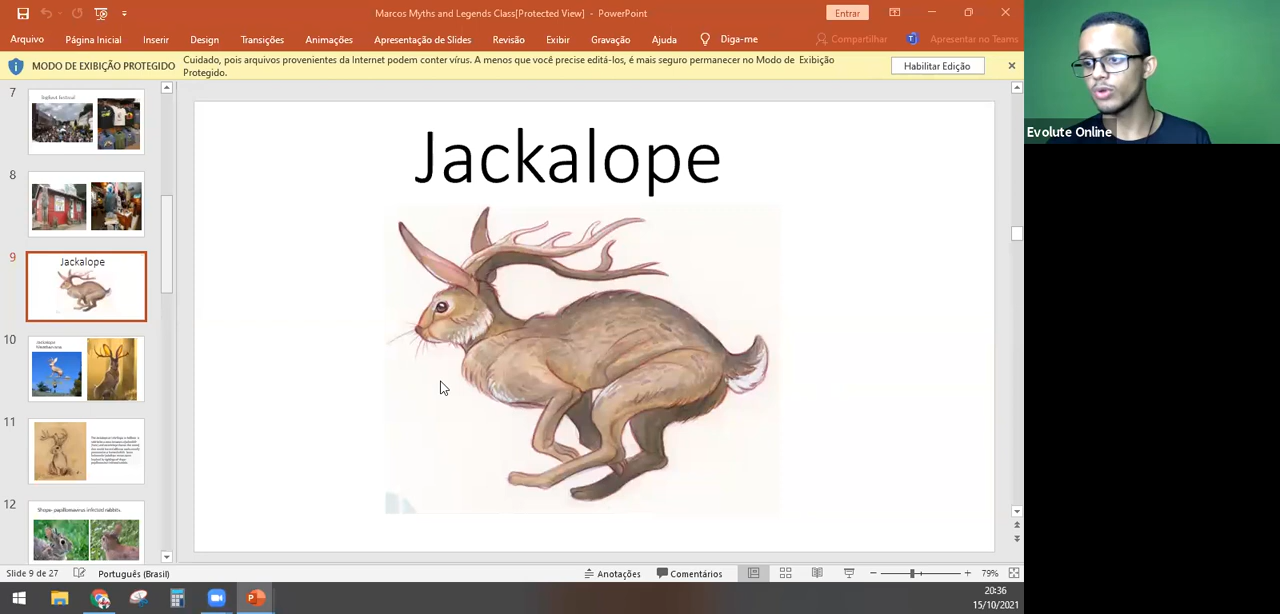 Marcos Myths and Legends Class[Protected View] - PowerPoint
Entrar
Arquivo Página Inicial Inserir Design Transições Animações Apresentação de Slides Revisão Exibir Gravação Ajuda Diga-me Compartilhar Apresentar no Teams
MODO DE EXIBIÇÃO PROTEGIDO
Cuidado, pois arquivos provenientes da Internet podem conter vírus. A menos que você precise editá-los, é mais seguro permanecer no Modo de Exibição
Protegido.
Habilitar Edição
Evolute Online
7
8
9
Jackalope
10
11
12
Shope- papillomavirus infected rabbits.
Jackalope
Slide 9 de 27
Português (Brasil)
Anotações
Comentários
79%
20:36
15/10/2021